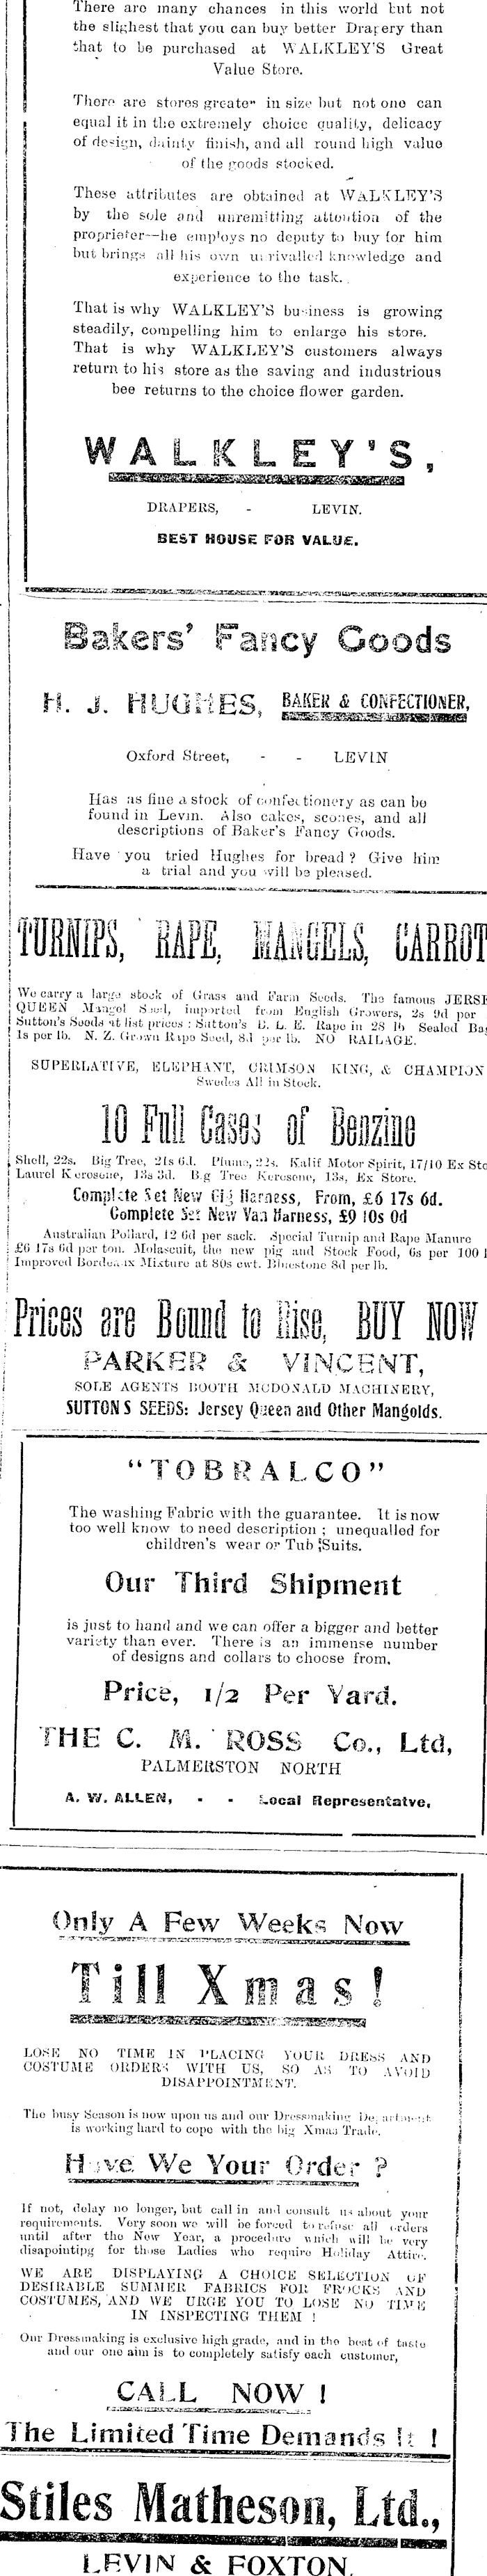 There are many chances in this world but not
the slighest that you can buy better Drapery than
that to be purchased at WALKLEY'S Great
Value Store.
There are stores greater in size but not one can
equal it in the extremely choice quality, delicacy
of design, dainty finish, and all round high value
of the goods stocked.
These attributes are obtained at WALKLEY'S
by the sole and unremitting attention of the
proprieter—he employs no deputy to buy for him
but brings all his own unrivalled knowledge and
experience to the task.
That is why WALKLEY'S business is growing
steadily, compelling him to enlarge his store.
That is why WALKLEY'S customers always
return to his store as the saving and industrious
bee returns to the choice flower garden.
WALKLEY'S,
DRAPERS, - LEVIN.
BEST HOUSE FOR VALUE.
Bakers' Fancy Goods
H. J. HUGHES, BAKER & CONFECTIONER,
Oxford Street, - - LEVIN
Has as fine a stock of confectionery as can be
found in Levin. Also cakes, scones, and all
descriptions of Baker's Fancy Goods.
Have you tried Hughes for bread? Give him
a trial and you will be pleased.
TURNIPS, RAPE, MANGELS, CARROT
We carry a large stock of Grass and Farm Seeds. The famous JERSE
QUEEN Mangol Seed, imported from English Growers, 2s 9d per
Sutton's Seeds at list prices: Sutton's B. L. E. Rape in 28 lb Sealed Ba
1s per lb. N. Z. Grown Rape Seed, 8d per lb. NO RAILAGE.
SUPERLATIVE, ELEPHANT, CRIMSON KING, & CHAMPION
Swedes All in Stock.
10 Full Cases of Benzine
Shell, 22s. Big Tree, 21s 6d. Plume, 22s. Kalif Motor Spirit, 17/10 Ex Sto
Laurel Kerosene, 13s 3d. Big Tree Kerosene, 13s, Ex Store.
Complete Set New Gig Harness, From, £6 17s 6d.
Complete Set New Van Harness, £9 10s 0d
Australian Pollard, 12 6d per sack. Special Turnip and Rape Manure
£6 17s 6d per ton. Molascuit, the new pig and Stock Food, 6s per 100 l
Improved Bordeaux Mixture at 80s cwt. Bluestone 8d per lb.
Prices are Bound to Rise, BUY NOW
PARKER & VINCENT,
SOLE AGENTS BOOTH MCDONALD MACHINERY,
SUTTONS SEEDS: Jersey Queen and Other Mangolds.
"TOBRALCO"
The washing Fabric with the guarantee. It is now
too well know to need description; unequalled for
children's wear or Tub Suits.
Our Third Shipment
is just to hand and we can offer a bigger and better
variety than ever. There is an immense number
of designs and collars to choose from,
Price, 1/2 Per Yard.
THE C. M. ROSS Co., Ltd,
PALMERSTON NORTH
A. W. ALLEN, - - Local Representatve,
Only A Few Weeks Now
Till Xmas!
LOSE NO TIME IN PLACING YOUR DRESS AND
COSTUME ORDERS WITH US, SO AS TO AVOID
DISAPPOINTMENT.
The busy Season is now upon us and our Dressmaking Department
is working hard to cope with the big Xmas Trade.
Have We Your Order?
If not, delay no longer, but call in and consult us about your
requirements. Very soon we will be forced to refuse all orders
until after the New Year, a procedure which will be very
disapointipg for those Ladies who require Holiday Attire.
WE ARE DISPLAYING A CHOICE SELECTION OF
DESIRABLE SUMMER FABRICS FOR FROCKS AND
COSTUMES, AND WE URGE YOU TO LOSE NO TIME
IN INSPECTING THEM!
Our Dressmaking is exclusive high grade, and in the best of taste
and our one aim is to completely satisfy each customer,
CALL NOW!
The Limited Time Demands It!
Stiles Matheson, Ltd.,
LEVIN & FOXTON.